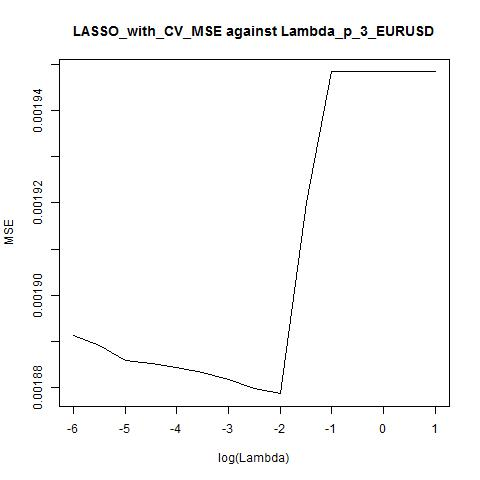 LASSO_with_CV_MSE against Lambda_p_3_EURUSD
MSE
0.00194
0.00192
0.00190
0.00188
-6 -5 -4 -3 -2 -1 0 1
log(Lambda)